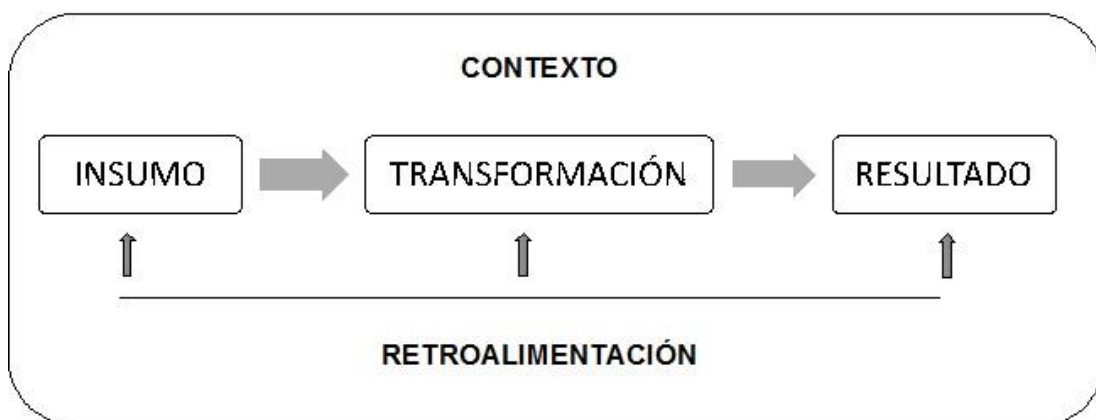 CONTEXTO
INSUMO
TRANSFORMACIÓN
RESULTADO
RETROALIMENTACIÓN